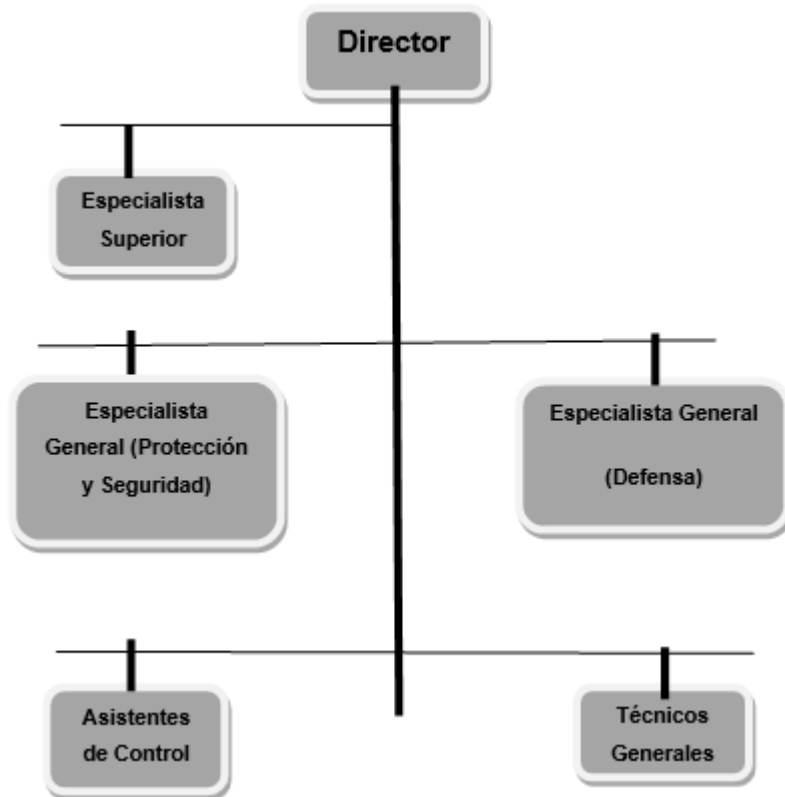 Director
Especialista
Superior
Especialista
General (Protección
y Seguridad)
Especialista General
(Defensa)
Asistentes
de Control
Técnicos
Generales